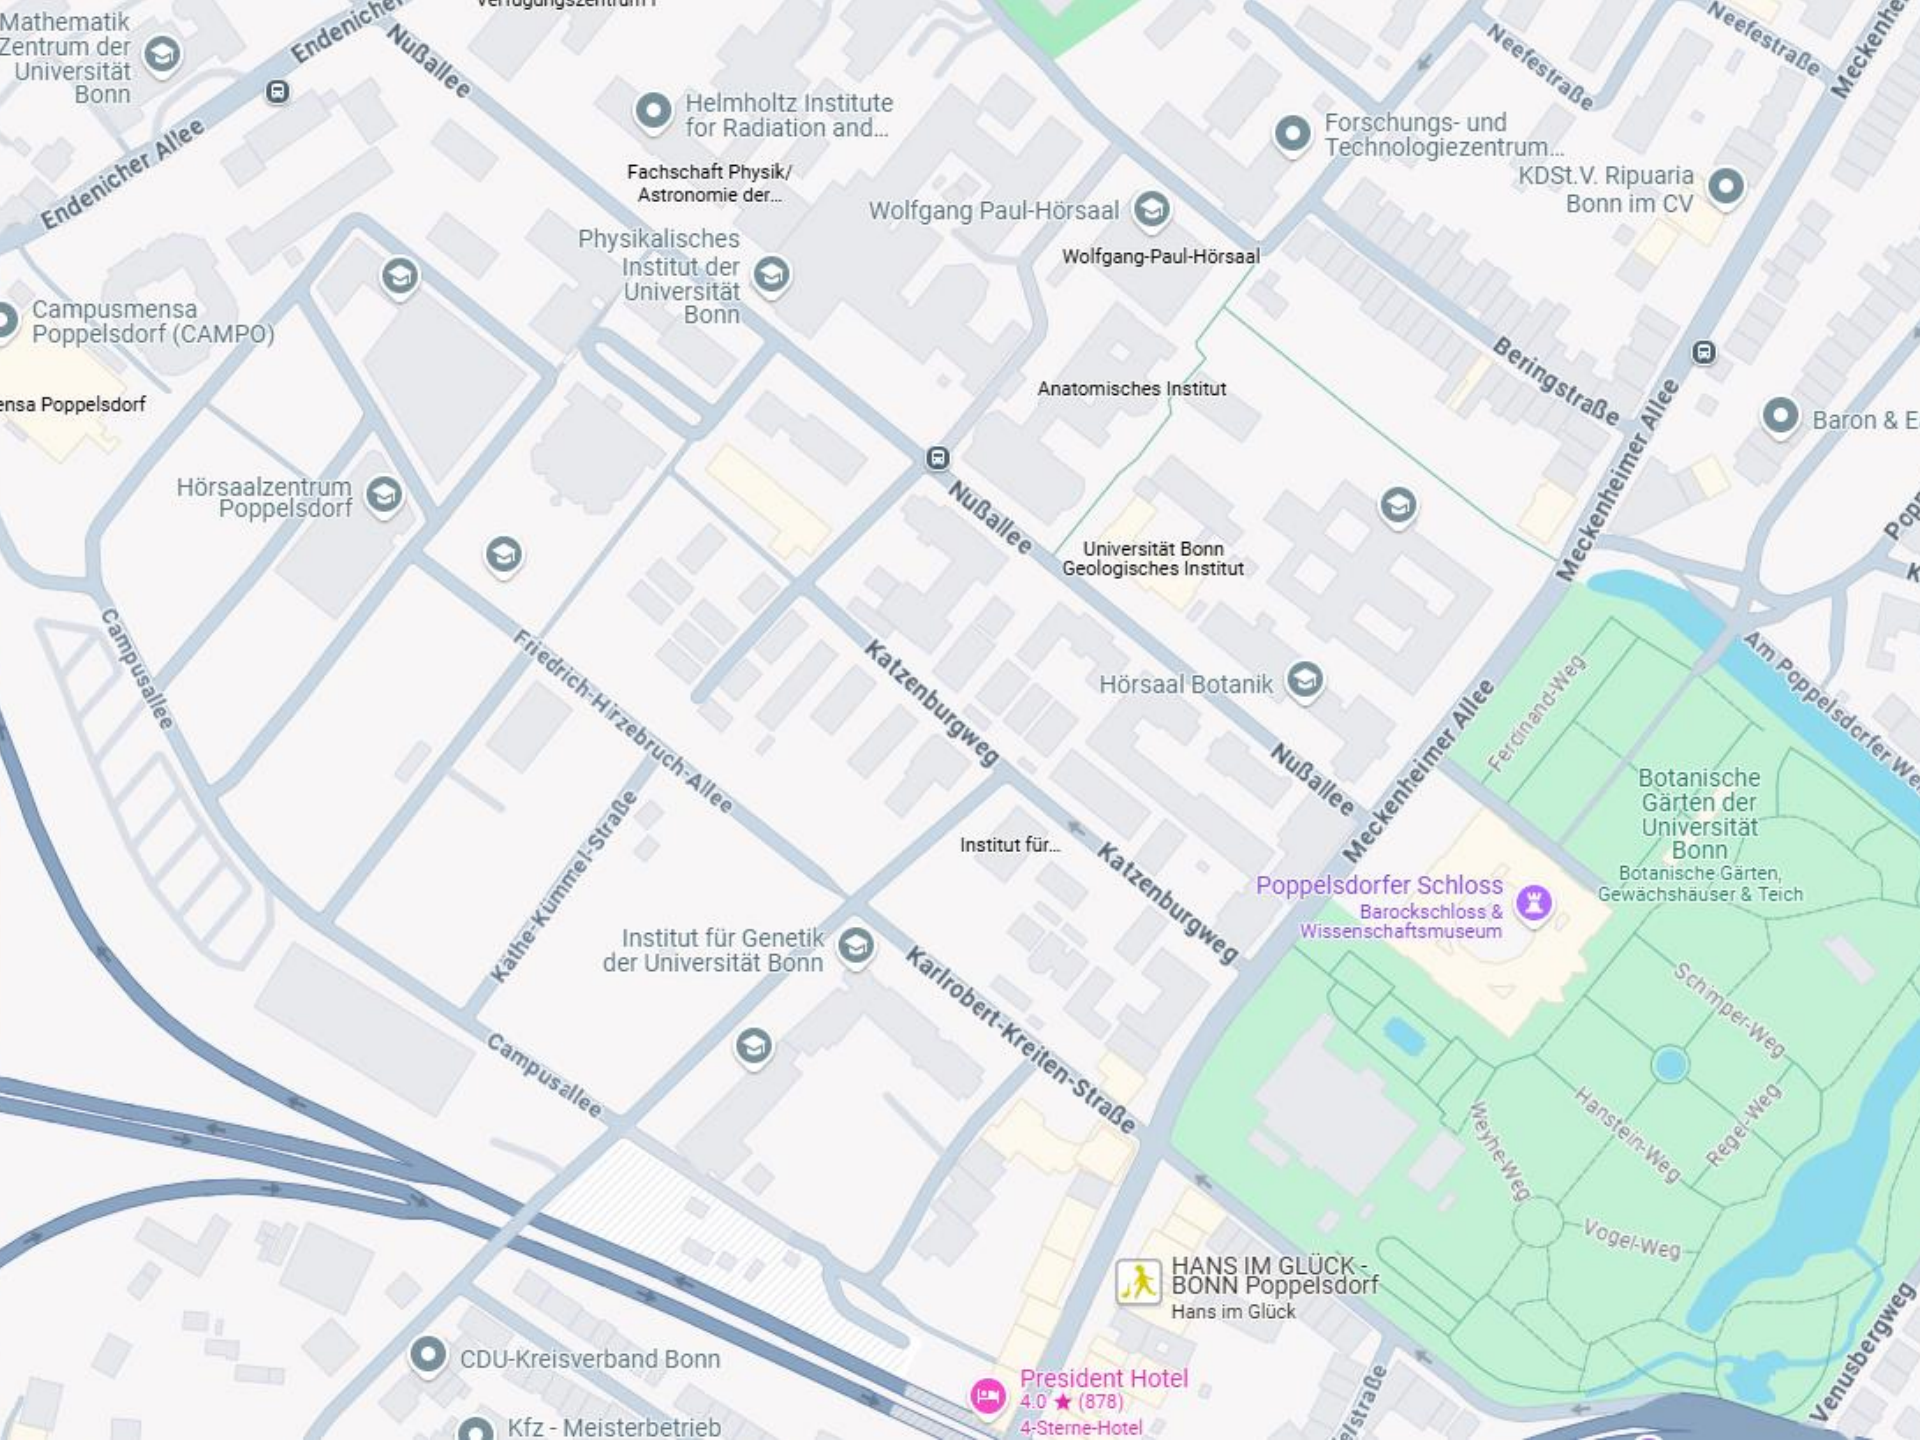 Mathematik
Zentrum der
Universität
Bonn
Endenicher Allee
Nußallee
Helmholtz Institute
for Radiation and...
Fachschaft Physik/
Astronomie der...
Physikalisches
Institut der
Universität
Bonn
Wolfgang Paul-Hörsaal
Wolfgang-Paul-Hörsaal
Forschungs- und
Technologiezentrum...
KDSt.V. Ripuaria
Bonn im CV
Neefestraße
Neefestraße
Campusmensa
Poppelsdorf (CAMPO)
ensa Poppelsdorf
Anatomisches Institut
Beringstraße
Meckenheimer Allee
Baron & E
Hörsaalzentrum
Poppelsdorf
Nußallee
Universität Bonn
Geologisches Institut
Campusallee
Friedrich-Hirzebruch-Allee
Katzenburgweg
Hörsaal Botanik
Nußallee
Meckenheimer Allee
Ferdinand-Weg
Am Poppelsdorfer We
Botanische
Gärten der
Universität
Bonn
Botanische Gärten,
Gewächshäuser & Teich
Käthe-Kümmel-Straße
Institut für...
Katzenburgweg
Poppelsdorfer Schloss
Barockschloss &
Wissenschaftsmuseum
Institut für Genetik
der Universität Bonn
Karlrobert-Kreiten-Straße
Campusallee
Schimper-Weg
Hanstein-Weg
Regel-Weg
Weyhe-Weg
Vogel-Weg
HANS IM GLÜCK -
BONN Poppelsdorf
Hans im Glück
Venusbergweg
CDU-Kreisverband Bonn
President Hotel
4.0 ★ (878)
4-Sterne-Hotel
Kfz - Meisterbetrieb
elstraße